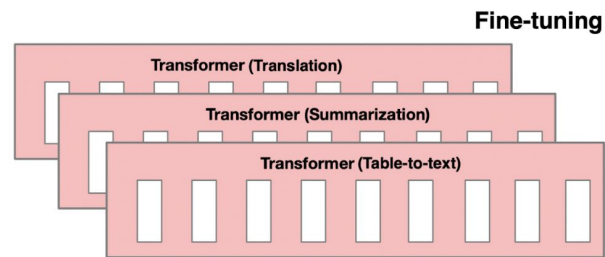 Fine-tuning
Transformer (Translation)
Transformer (Summarization)
Transformer (Table-to-text)